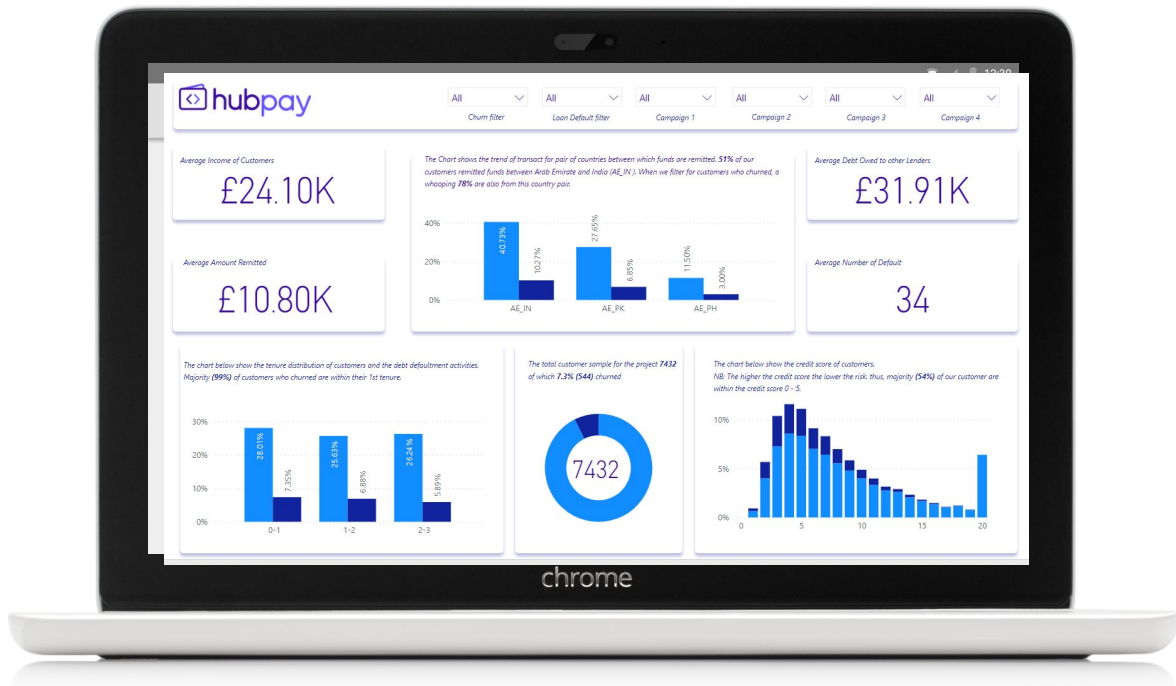 12:30
hubpay
All
All
All
All
All
All
Churn filter
Loan Default filter
Campaign 1
Campaign 2
Campaign 3
Campaign 4
Average Income of Customers
£24.10K
The Chart shows the trend of transact for pair of countries between which funds are remitted. 51% of our
customers remitted funds between Arab Emirate and India (AE_IN ). When we filter for customers who churned, a
whooping 78% are also from this country pair.
40%
20%
0%
40.73%
10.27%
27.65%
6.85%
11.50%
3.00%
AE_IN
AE_PK
AE_PH
Average Debt Owed to other Lenders
£31.91K
Average Amount Remitted
£10.80K
Average Number of Default
34
The chart below show the tenure distribution of customers and the debt defaultment activities.
Majority (99%) of customers who churned are within their 1st tenure.
30%
20%
10%
0%
28.01%
7.35%
25.63%
6.88%
26.24%
5.89%
0-1
1-2
2-3
The total customer sample for the project 7432
of which 7.3% (544) churned
7432
The chart below show the credit score of customers.
NB: The higher the credit score the lower the risk. thus, majority (54%) of our customer are
within the credit score 0 - 5.
10%
5%
0%
0
5
10
15
20
chrome